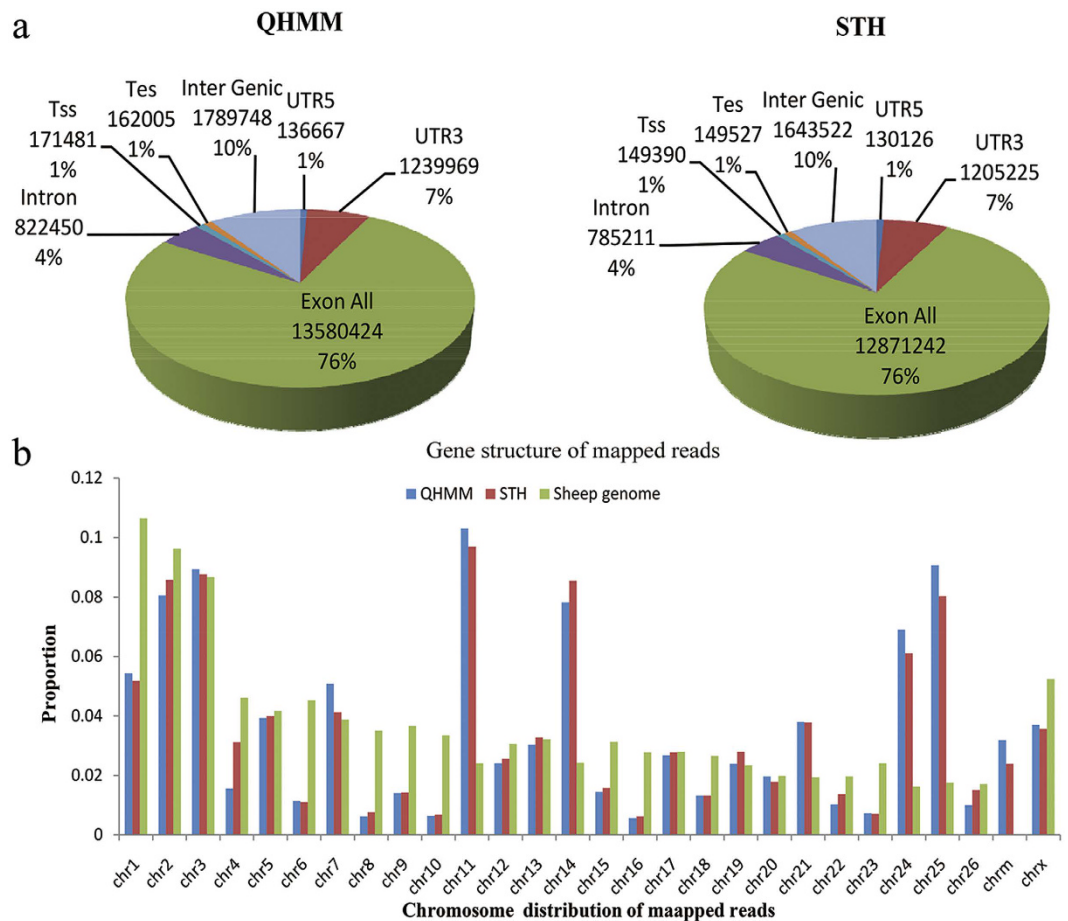 a
QHMM
STH
Tss
171481
1%
Tes
162005
1%
Inter Genic
1789748
10%
UTR5
136667
1%
UTR3
1239969
7%
Intron
822450
4%
Exon All
13580424
76%
Tss
149390
1%
Tes
149527
1%
Inter Genic
1643522
10%
UTR5
130126
1%
UTR3
1205225
7%
Intron
785211
4%
Exon All
12871242
76%
b
Gene structure of mapped reads
QHMM
STH
Sheep genome
Proportion
0.12
0.1
0.08
0.06
0.04
0.02
0
chr1
chr2
chr3
chr4
chr5
chr6
chr7
chr8
chr9
chr10
chr11
chr12
chr13
chr14
chr15
chr16
chr17
chr18
chr19
chr20
chr21
chr22
chr23
chr24
chr25
chr26
chrm
chrx
Chromosome distribution of maapped reads